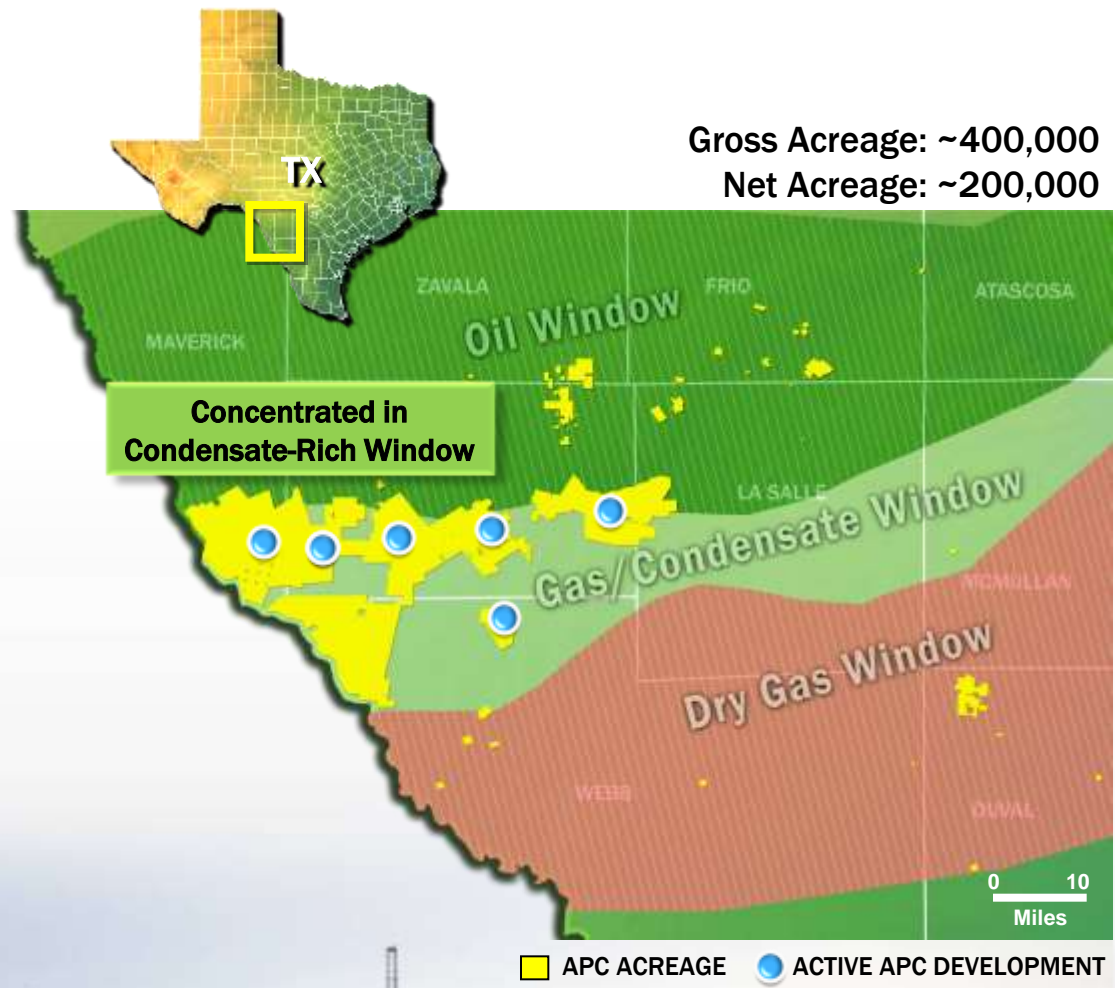 TX
Gross Acreage: ~400,000
Net Acreage: ~200,000
ZAVALA
FRIO
ATASCOSA
Oil Window
MAVERICK
Concentrated in
Condensate-Rich Window
LA SALLE
Gas/Condensate Window
MCMULLAN
Dry Gas Window
WEBB
DUVAL
0 10
Miles
APC ACREAGE
ACTIVE APC DEVELOPMENT